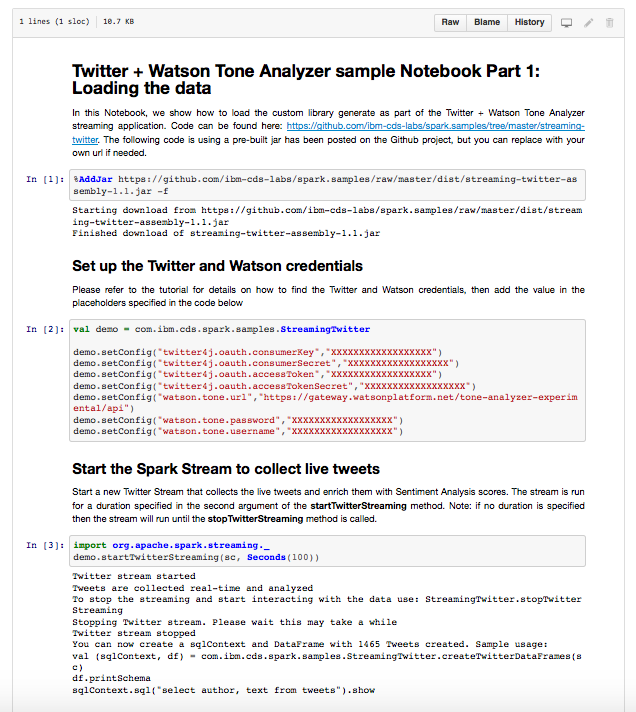 1 lines (1 sloc) 10.7 KB
Raw Blame History
Twitter + Watson Tone Analyzer sample Notebook Part 1:
Loading the data
In this Notebook, we show how to load the custom library generate as part of the Twitter + Watson Tone Analyzer
streaming application. Code can be found here: https://github.com/ibm-cds-labs/spark.samples/tree/master/streaming-
twitter. The following code is using a pre-built jar has been posted on the Github project, but you can replace with your
own url if needed.
In [1]: %AddJar https://github.com/ibm-cds-labs/spark.samples/raw/master/dist/streaming-twitter-as
sembly-1.1.jar -f
Starting download from https://github.com/ibm-cds-labs/spark.samples/raw/master/dist/stream
ing-twitter-assembly-1.1.jar
Finished download of streaming-twitter-assembly-1.1.jar
Set up the Twitter and Watson credentials
Please refer to the tutorial for details on how to find the Twitter and Watson credentials, then add the value in the
placeholders specified in the code below
In [2]: val demo = com.ibm.cds.spark.samples.StreamingTwitter
demo.setConfig("twitter4j.oauth.consumerKey","XXXXXXXXXXXXXXXXXX")
demo.setConfig("twitter4j.oauth.consumerSecret","XXXXXXXXXXXXXXXXXX")
demo.setConfig("twitter4j.oauth.accessToken","XXXXXXXXXXXXXXXXXX")
demo.setConfig("twitter4j.oauth.accessTokenSecret","XXXXXXXXXXXXXXXXXX")
demo.setConfig("watson.tone.url","https://gateway.watsonplatform.net/tone-analyzer-experim
ental/api")
demo.setConfig("watson.tone.password","XXXXXXXXXXXXXXXXXX")
demo.setConfig("watson.tone.username","XXXXXXXXXXXXXXXXXX")
Start the Spark Stream to collect live tweets
Start a new Twitter Stream that collects the live tweets and enrich them with Sentiment Analysis scores. The stream is run
for a duration specified in the second argument of the startTwitterStreaming method. Note: if no duration is specified
then the stream will run until the stopTwitterStreaming method is called.
In [3]: import org.apache.spark.streaming._
demo.startTwitterStreaming(sc, Seconds(100))
Twitter stream started
Tweets are collected real-time and analyzed
To stop the streaming and start interacting with the data use: StreamingTwitter.stopTwitter
Streaming
Stopping Twitter stream. Please wait this may take a while
Twitter stream stopped
You can now create a sqlContext and DataFrame with 1465 Tweets created. Sample usage:
val (sqlContext, df) = com.ibm.cds.spark.samples.StreamingTwitter.createTwitterDataFrames(s
c)
df.printSchema
sqlContext.sql("select author, text from tweets").show